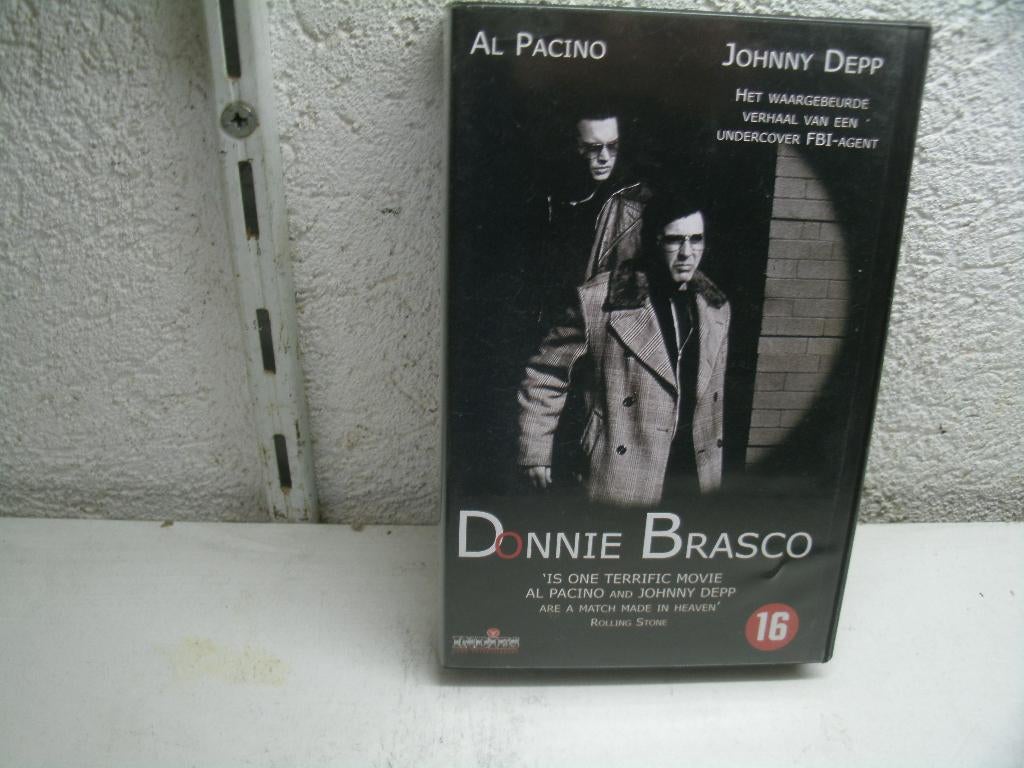 AL PACINO
JOHNNY DEPP
HET WAARGEBEURDE
VERHAAL VAN EEN
UNDERCOVER FBI-AGENT
DONNIE BRASCO
'IS ONE TERRIFIC MOVIE
AL PACINO AND JOHNNY DEPP
ARE A MATCH MADE IN HEAVEN'
ROLLING STONE
16